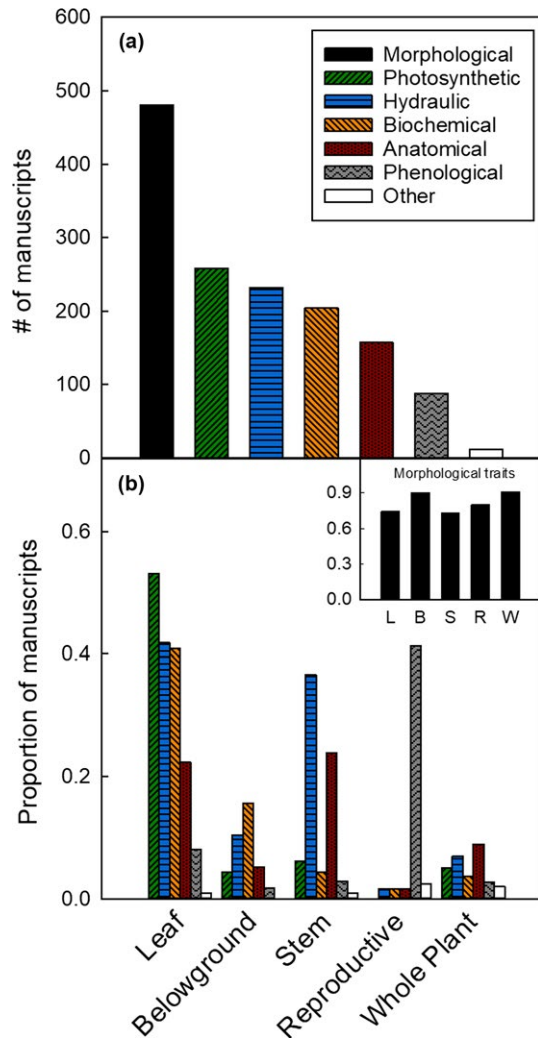 600
(a)
Morphological
Photosynthetic
Hydraulic
Biochemical
Anatomical
Phenological
Other
500
400
300
200
100
0
# of manuscripts
(b)
Morphological traits
0.9
0.6
0.3
0.0
L B S R W
0.6
0.4
0.2
0.0
Proportion of manuscripts
Leaf
Belowground
Stem
Reproductive
Whole Plant